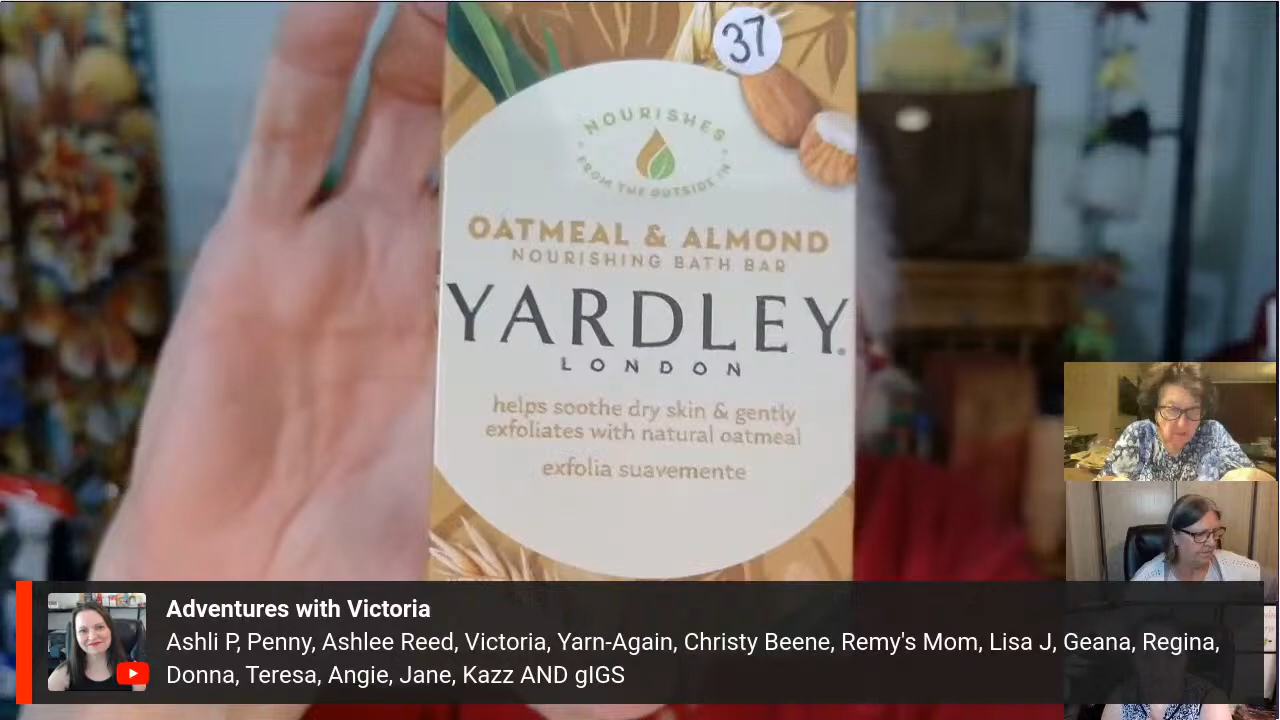 37
NOURISHES
FROM THE OUTSIDE IN
OATMEAL & ALMOND
NOURISHING BATH BAR
YARDLEY
LONDON
helps soothe dry skin & gently
exfoliates with natural oatmeal
exfolia suavemente
Adventures with Victoria
Ashli P, Penny, Ashlee Reed, Victoria, Yarn-Again, Christy Beene, Remy's Mom, Lisa J, Geana, Regina,
Donna, Teresa, Angie, Jane, Kazz AND gIGS